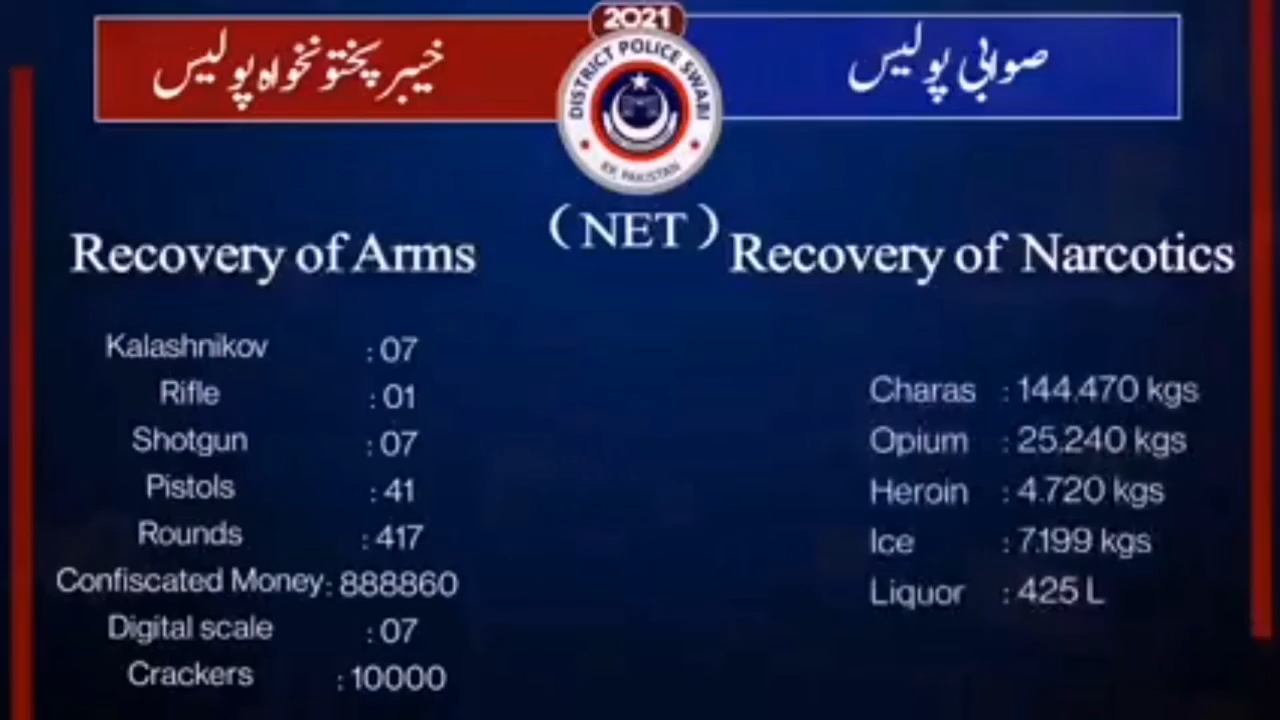 2021
خیبر پختونخواہ پولیس
صوابی پولیس
DISTRICT POLICE SWABI
KP, PAKISTAN
( NET )
Recovery of Arms
Kalashnikov : 07
Rifle : 01
Shotgun : 07
Pistols : 41
Rounds : 417
Confiscated Money: 888860
Digital scale : 07
Crackers : 10000
Recovery of Narcotics
Charas : 144.470 kgs
Opium : 25.240 kgs
Heroin : 4.720 kgs
Ice : 7.199 kgs
Liquor : 425 L